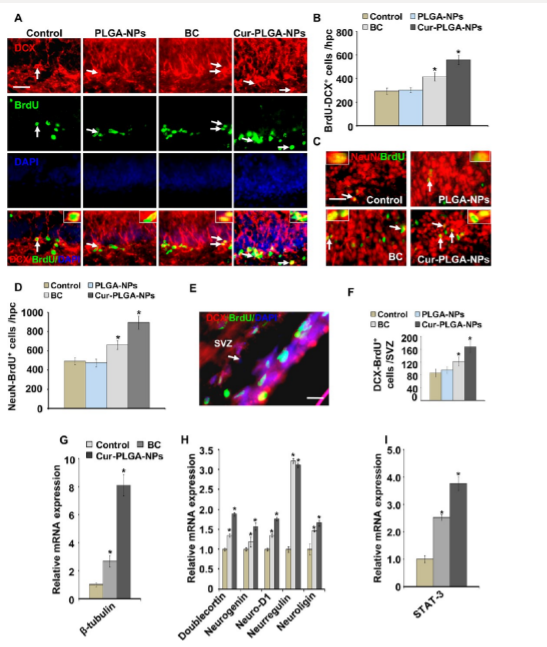 A
Control
PLGA-NPs
BC
Cur-PLGA-NPs
DCX
BrdU
DAPI
DCX/BrdU/DAPI
B
Control
PLGA-NPs
BC
Cur-PLGA-NPs
BrdU-DCX+ cells /hpc
800
600
400
200
0
*
*
C
NeuN/BrdU
Control
PLGA-NPs
BC
Cur-PLGA-NPs
D
Control
PLGA-NPs
BC
Cur-PLGA-NPs
NeuN-BrdU+ cells /hpc
1000
800
600
400
200
0
*
*
E
DCX-BrdU/DAPI
SVZ
F
Control
PLGA-NPs
BC
Cur-PLGA-NPs
DCX-BrdU+
cells /SVZ
200
160
120
80
40
0
*
*
G
Control
BC
Cur-PLGA-NPs
Relative mRNA expression
10
8
6
4
2
0
*
*
β-tubulin
H
Relative mRNA expression
3.5
3.0
2.5
2.0
1.5
1.0
0.5
0
* * * * * * * * * *
Doublecortin
Neurogenin
Neuro-D1
Neurregulin
Neuroligin
I
Relative mRNA expression
5.0
4.0
3.0
2.0
1.0
0
*
*
STAT-3